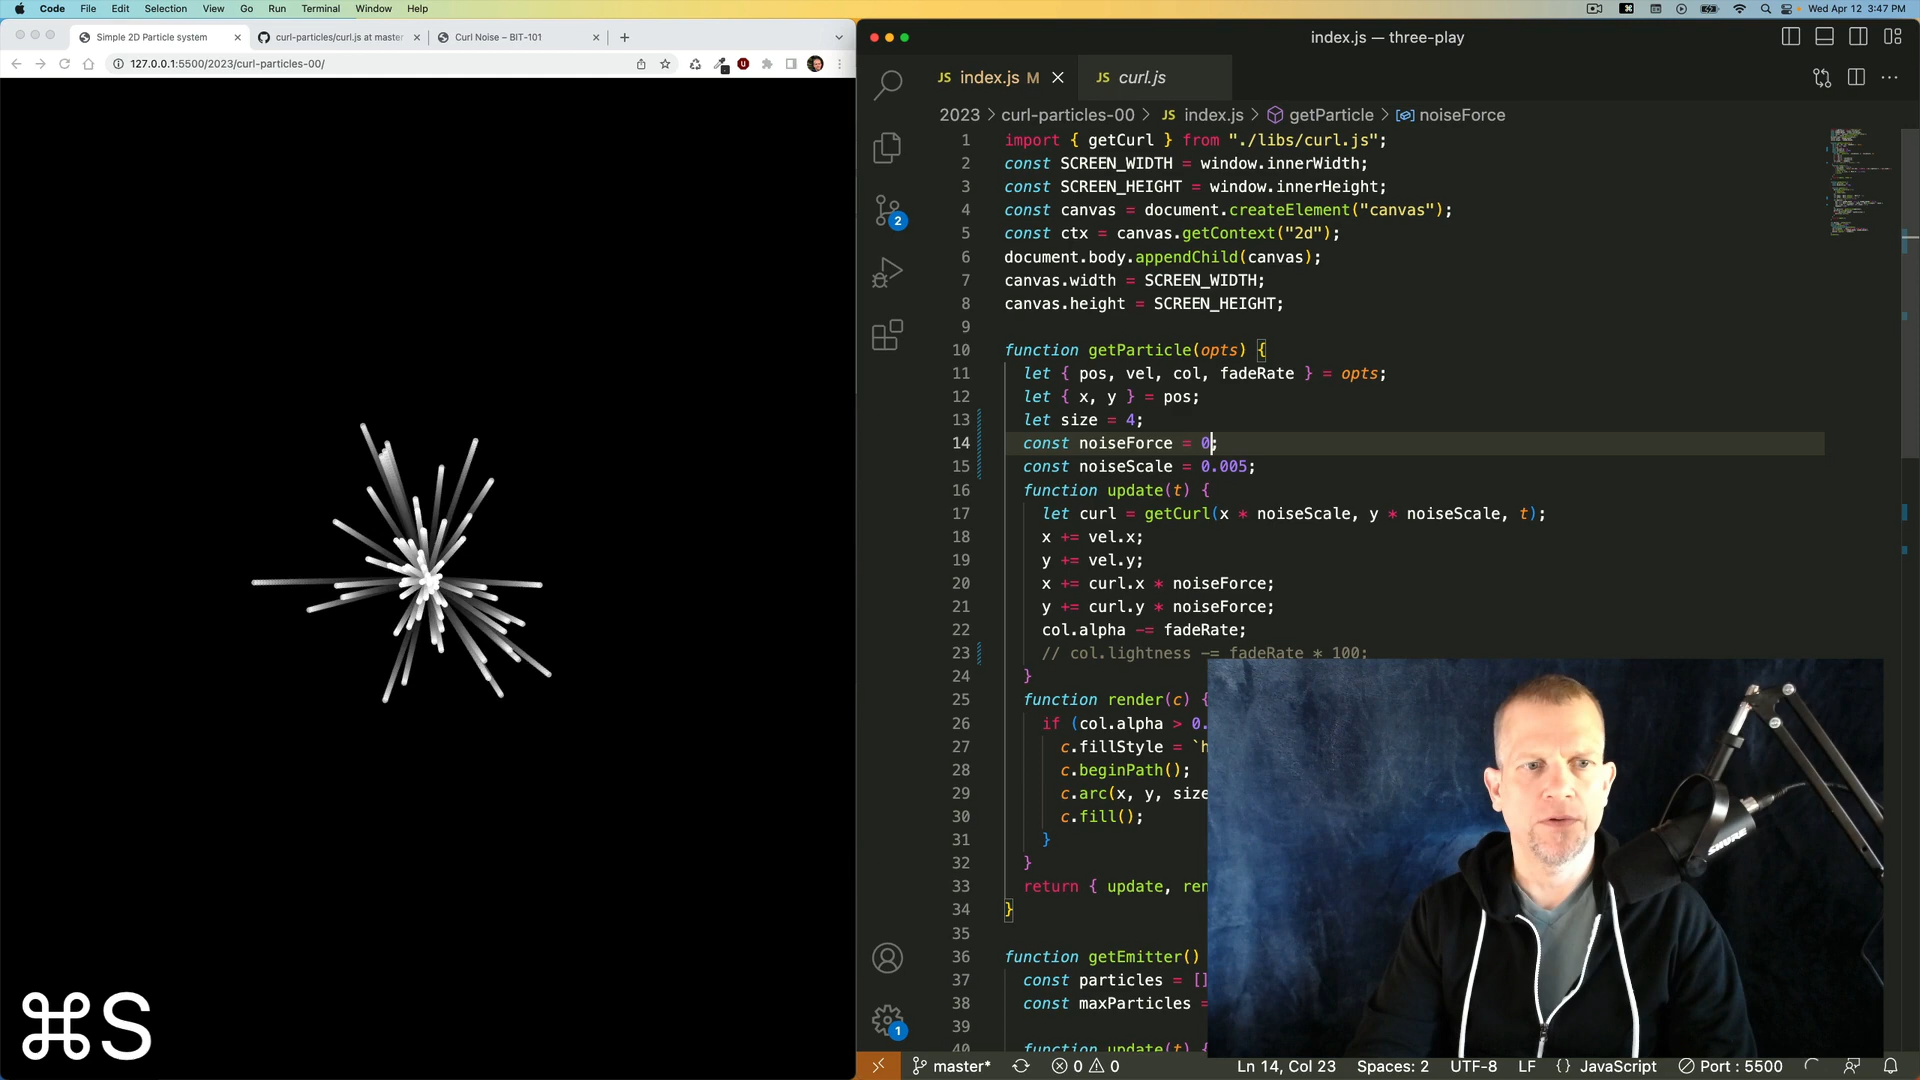 Code File Edit Selection View Go Run Terminal Window Help
Wed Apr 12 3:47 PM
Simple 2D Particle system
curl-particles/curl.js at master
Curl Noise – BIT-101
127.0.0.1:5500/2023/curl-particles-00/
index.js — three-play
JS index.js M
JS curl.js
2023 > curl-particles-00 > JS index.js > getParticle > noiseForce
1 import { getCurl } from "./libs/curl.js";
2 const SCREEN_WIDTH = window.innerWidth;
3 const SCREEN_HEIGHT = window.innerHeight;
4 const canvas = document.createElement("canvas");
5 const ctx = canvas.getContext("2d");
6 document.body.appendChild(canvas);
7 canvas.width = SCREEN_WIDTH;
8 canvas.height = SCREEN_HEIGHT;
9
10 function getParticle(opts) {
11 let { pos, vel, col, fadeRate } = opts;
12 let { x, y } = pos;
13 let size = 4;
14 const noiseForce = 0;
15 const noiseScale = 0.005;
16 function update(t) {
17 let curl = getCurl(x * noiseScale, y * noiseScale, t);
18 x += vel.x;
19 y += vel.y;
20 x += curl.x * noiseForce;
21 y += curl.y * noiseForce;
22 col.alpha -= fadeRate;
23 // col.lightness -= fadeRate * 100;
24 }
25 function render(c) {
26 if (col.alpha > 0.
27 c.fillStyle = `h
28 c.beginPath();
29 c.arc(x, y, size
30 c.fill();
31 }
32 }
33 return { update, ren
34 }
35
36 function getEmitter()
37 const particles = []
38 const maxParticles =
39
40 function update(t) {
2
1
SHURE
⌘S
master* 0 0 Ln 14, Col 23 Spaces: 2 UTF-8 LF {} JavaScript Port : 5500